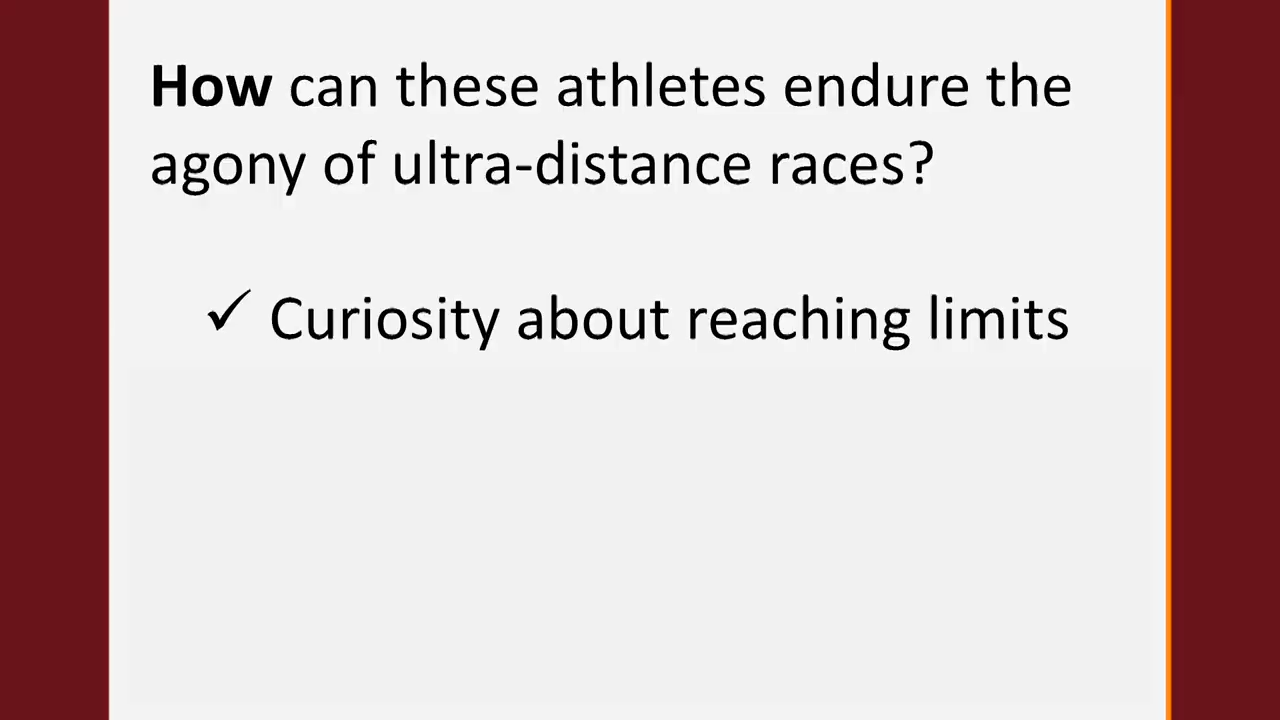 How can these athletes endure the
agony of ultra-distance races?
✓ Curiosity about reaching limits